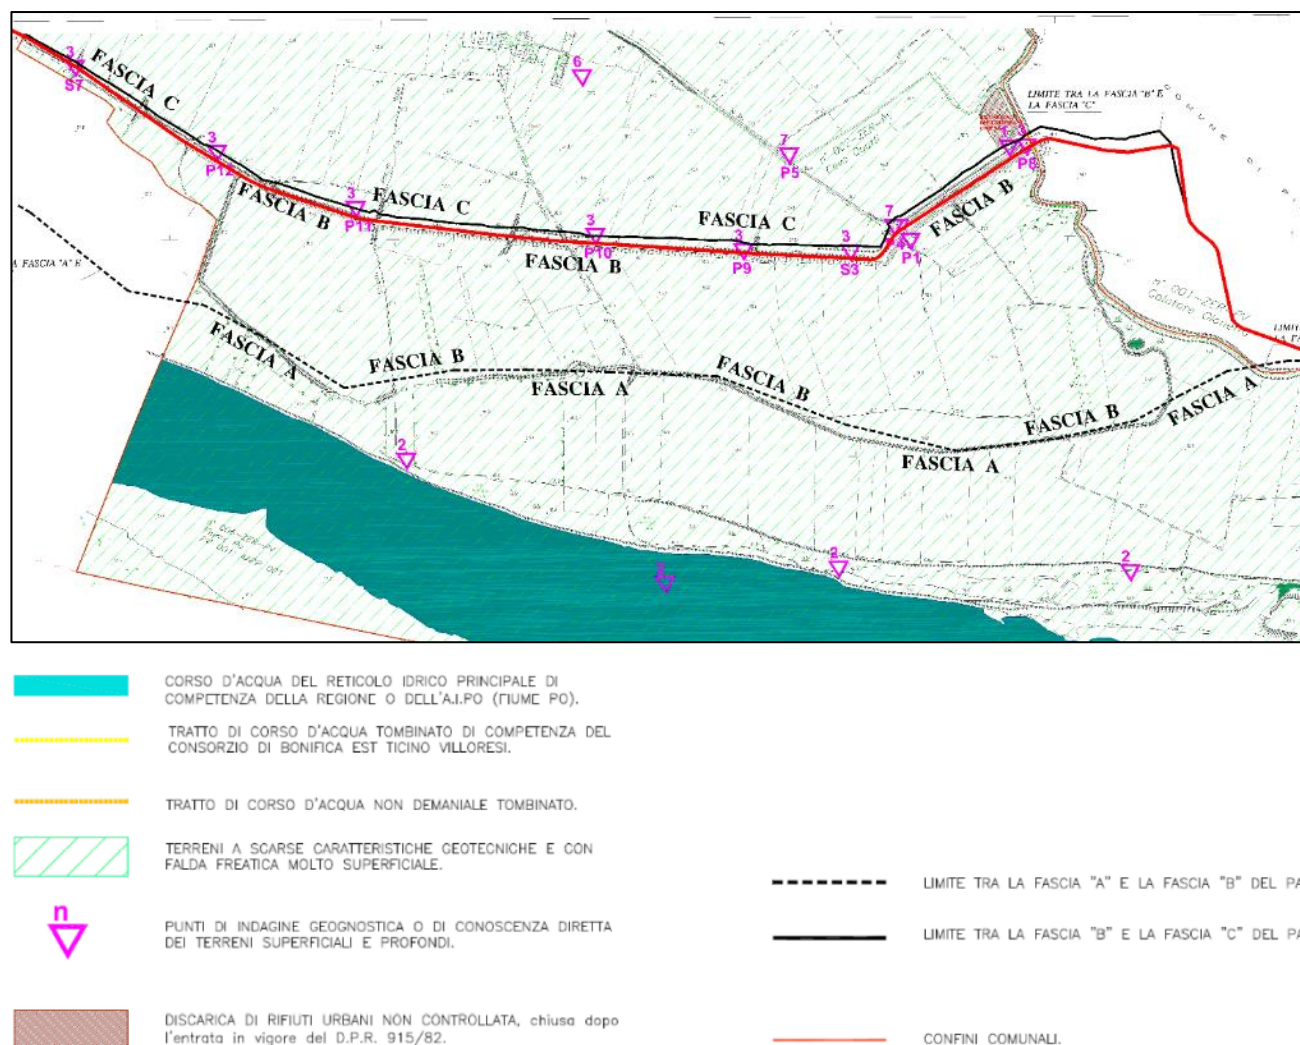 3
S7
FASCIA C
6
LIMITE TRA LA FASCIA "B" E
LA FASCIA "C"
COMUNE DI P
3
P12
7
P5
1
P8
FASCIA B
3
P11
FASCIA C
3
P10
FASCIA B
FASCIA C
3
P9
3
S3
7
P1
FASCIA B
A FASCIA "A" E
FASCIA A
FASCIA B
FASCIA A
FASCIA B
FASCIA A
FASCIA B
FASCIA A
LA FA
2
2
2
CORSO D'ACQUA DEL RETICOLO IDRICO PRINCIPALE DI
COMPETENZA DELLA REGIONE O DELL'A.I.PO (FIUME PO).
TRATTO DI CORSO D'ACQUA TOMBINATO DI COMPETENZA DEL
CONSORZIO DI BONIFICA EST TICINO VILLORESI.
TRATTO DI CORSO D'ACQUA NON DEMANIALE TOMBINATO.
TERRENI A SCARSE CARATTERISTICHE GEOTECNICHE E CON
FALDA FREATICA MOLTO SUPERFICIALE.
n
PUNTI DI INDAGINE GEOGNOSTICA O DI CONOSCENZA DIRETTA
DEI TERRENI SUPERFICIALI E PROFONDI.
DISCARICA DI RIFIUTI URBANI NON CONTROLLATA, chiusa dopo
l'entrata in vigore del D.P.R. 915/82.
LIMITE TRA LA FASCIA "A" E LA FASCIA "B" DEL PA
LIMITE TRA LA FASCIA "B" E LA FASCIA "C" DEL PA
CONFINI COMUNALI.